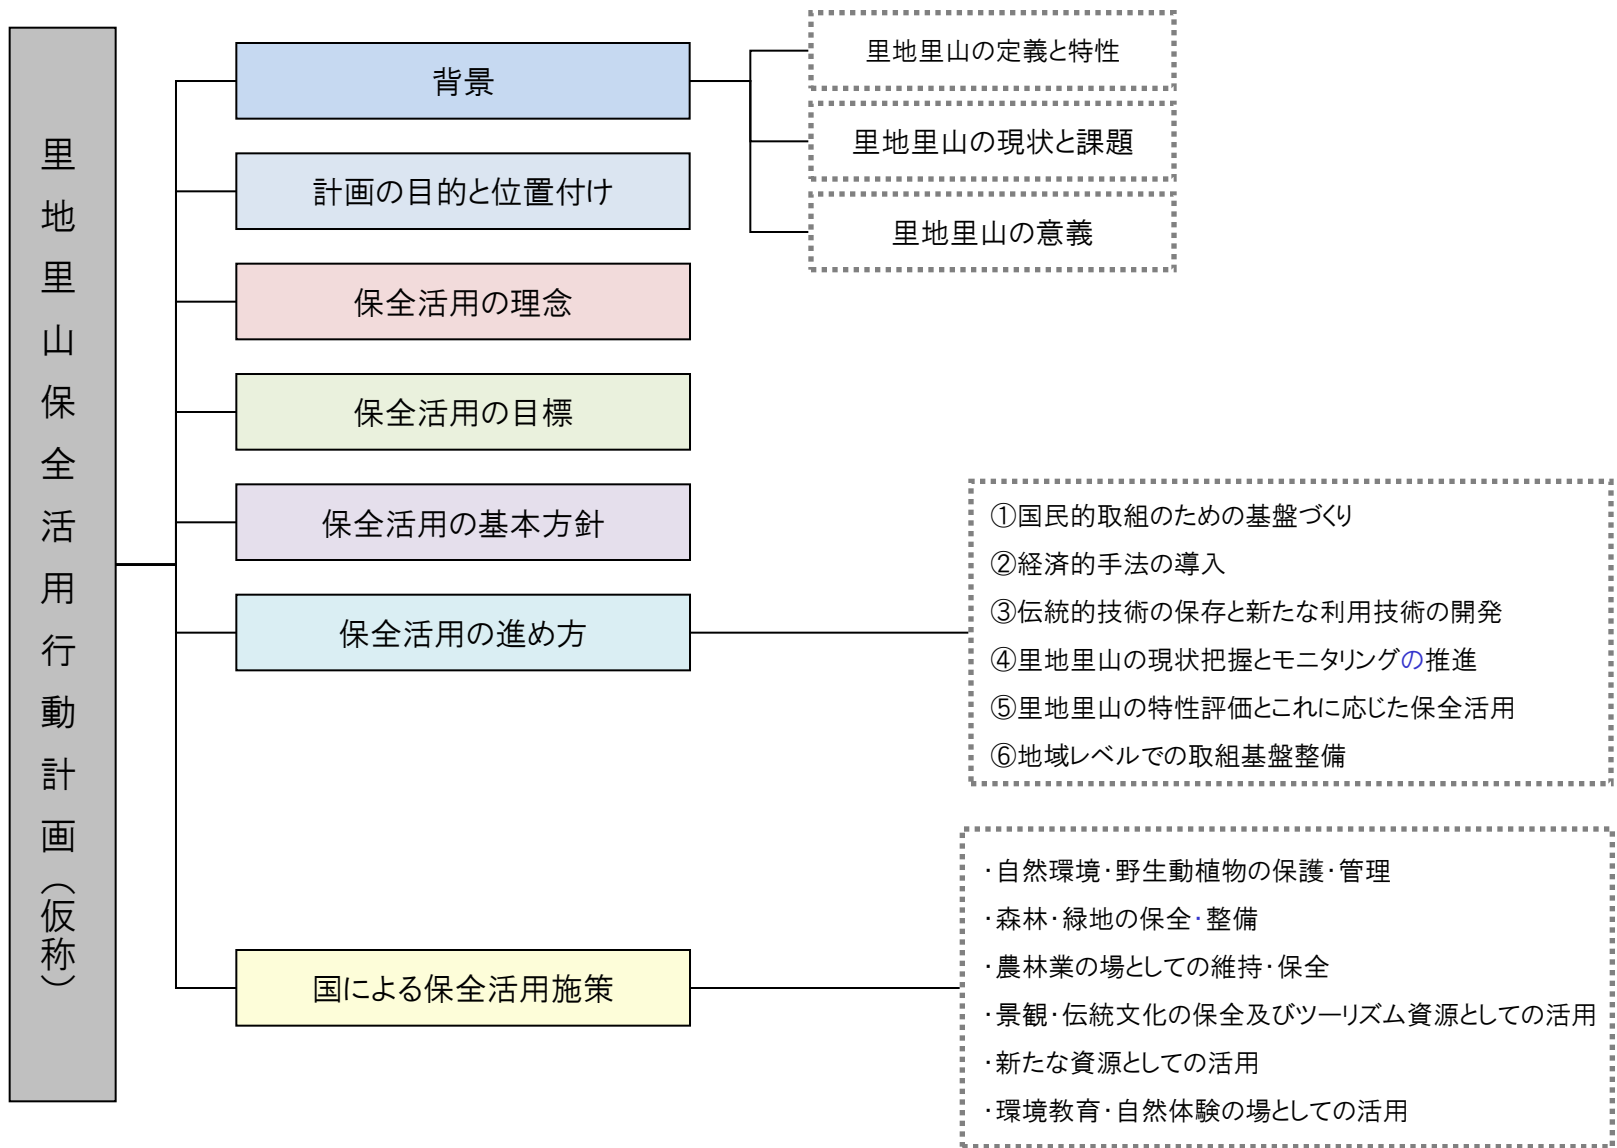 里地里山保全活用行動計画（仮称）
背景
里地里山の定義と特性
里地里山の現状と課題
里地里山の意義
計画の目的と位置付け
保全活用の理念
保全活用の目標
保全活用の基本方針
保全活用の進め方
①国民的取組のための基盤づくり
②経済的手法の導入
③伝統的技術の保存と新たな利用技術の開発
④里地里山の現状把握とモニタリングの推進
⑤里地里山の特性評価とこれに応じた保全活用
⑥地域レベルでの取組基盤整備
国による保全活用施策
・自然環境・野生動植物の保護・管理
・森林・緑地の保全・整備
・農林業の場としての維持・保全
・景観・伝統文化の保全及びツーリズム資源としての活用
・新たな資源としての活用
・環境教育・自然体験の場としての活用